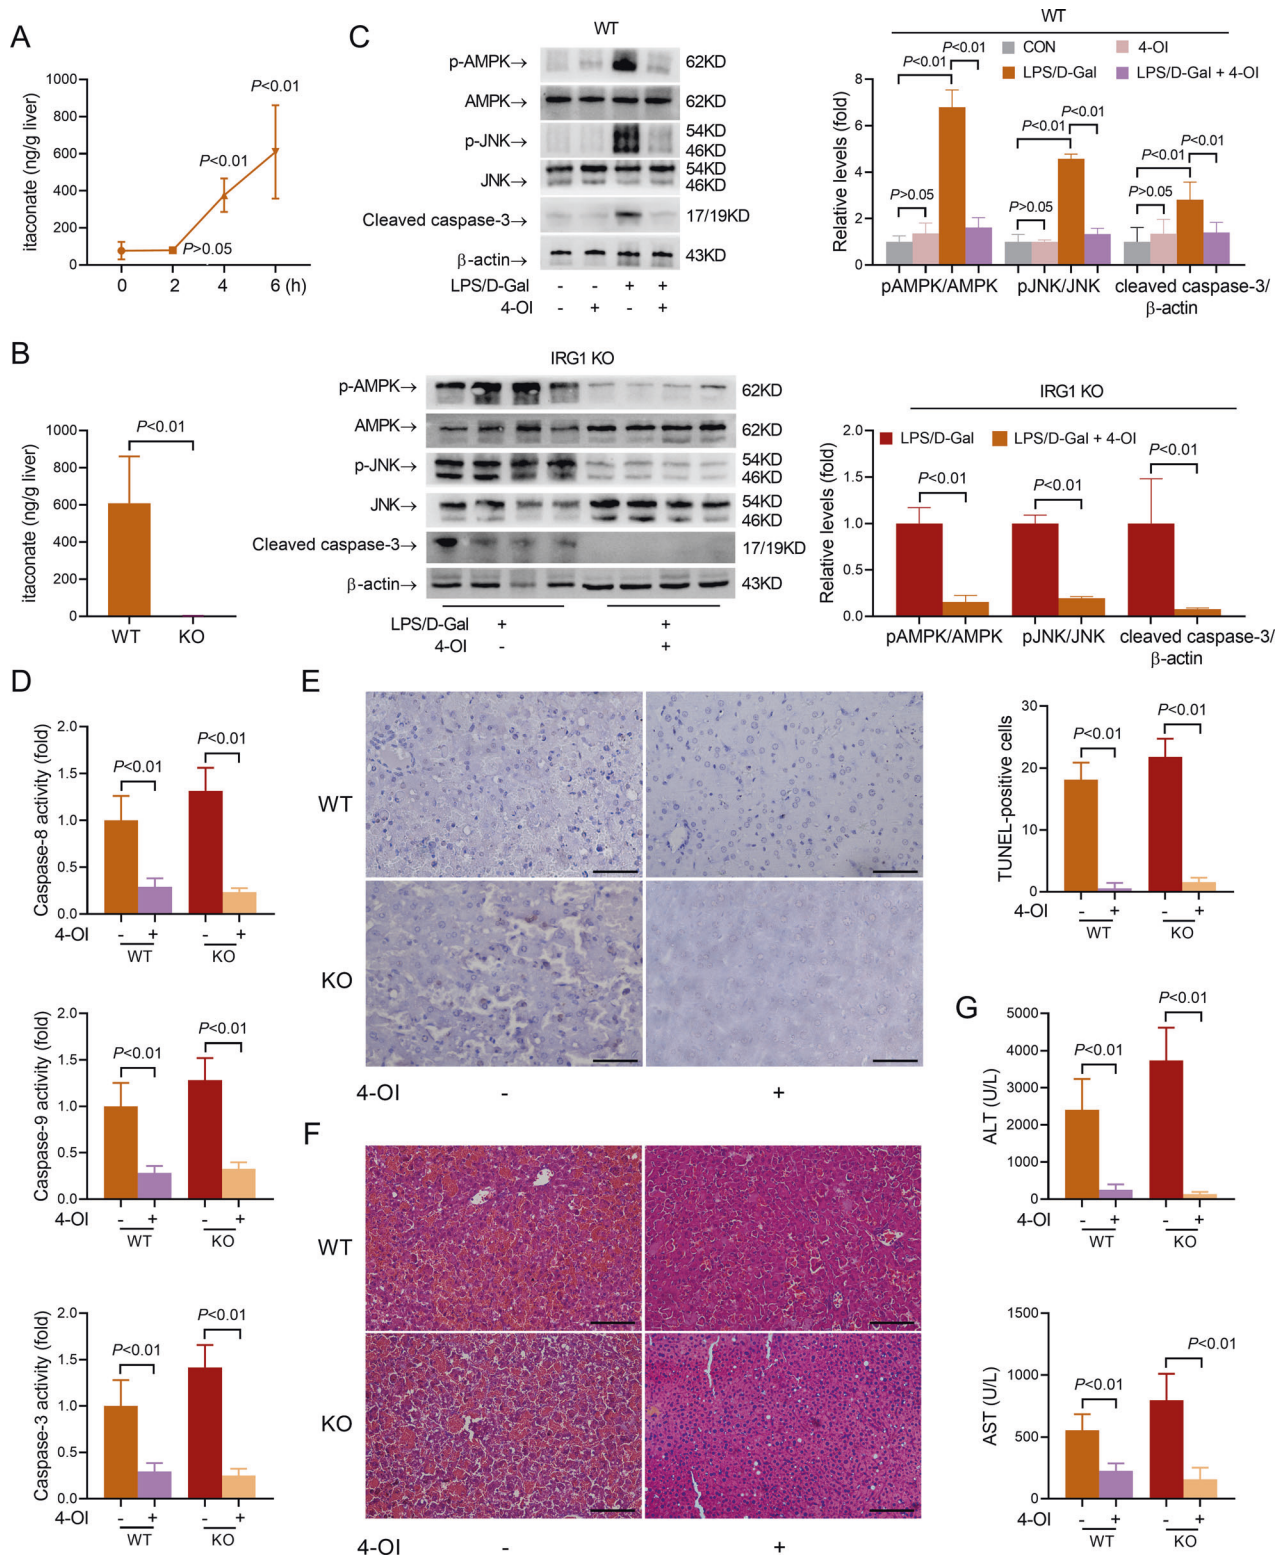 A
itaconate (ng/g liver)
1000
800
600
400
200
0
P<0.01
P<0.01
P>0.05
0 2 4 6 (h)
C
WT
p-AMPK→ 62KD
AMPK→ 62KD
p-JNK→ 54KD
46KD
JNK→ 54KD
46KD
Cleaved caspase-3→ 17/19KD
β-actin→ 43KD
LPS/D-Gal - - + +
4-OI - + - +
WT
CON 4-OI
LPS/D-Gal LPS/D-Gal + 4-OI
Relative levels (fold)
8
6
4
2
0
P<0.01
P<0.01
P>0.05
P<0.01
P<0.01
P>0.05
P<0.01
P<0.01
P>0.05
pAMPK/AMPK pJNK/JNK cleaved caspase-3/
β-actin
B
itaconate (ng/g liver)
1000
800
600
400
200
0
P<0.01
WT KO
IRG1 KO
p-AMPK→ 62KD
AMPK→ 62KD
p-JNK→ 54KD
46KD
JNK→ 54KD
46KD
Cleaved caspase-3→ 17/19KD
β-actin→ 43KD
LPS/D-Gal + +
4-OI - +
IRG1 KO
LPS/D-Gal LPS/D-Gal + 4-OI
Relative levels (fold)
2.0
1.5
1.0
0.5
0.0
P<0.01
P<0.01
P<0.01
pAMPK/AMPK pJNK/JNK cleaved caspase-3/
β-actin
D
Caspase-8 activity (fold)
2.0
1.5
1.0
0.5
0.0
P<0.01
P<0.01
4-OI - + - +
WT KO
Caspase-9 activity (fold)
2.0
1.5
1.0
0.5
0.0
P<0.01
P<0.01
4-OI - + - +
WT KO
Caspase-3 activity (fold)
2.0
1.5
1.0
0.5
0.0
P<0.01
P<0.01
4-OI - + - +
WT KO
E
WT
KO
4-OI - +
TUNEL-positive cells
30
20
10
0
P<0.01
P<0.01
4-OI - + - +
WT KO
F
WT
KO
4-OI - +
G
ALT (U/L)
5000
4000
3000
2000
1000
0
P<0.01
P<0.01
4-OI - + - +
WT KO
AST (U/L)
1500
1000
500
0
P<0.01
P<0.01
4-OI - + - +
WT KO